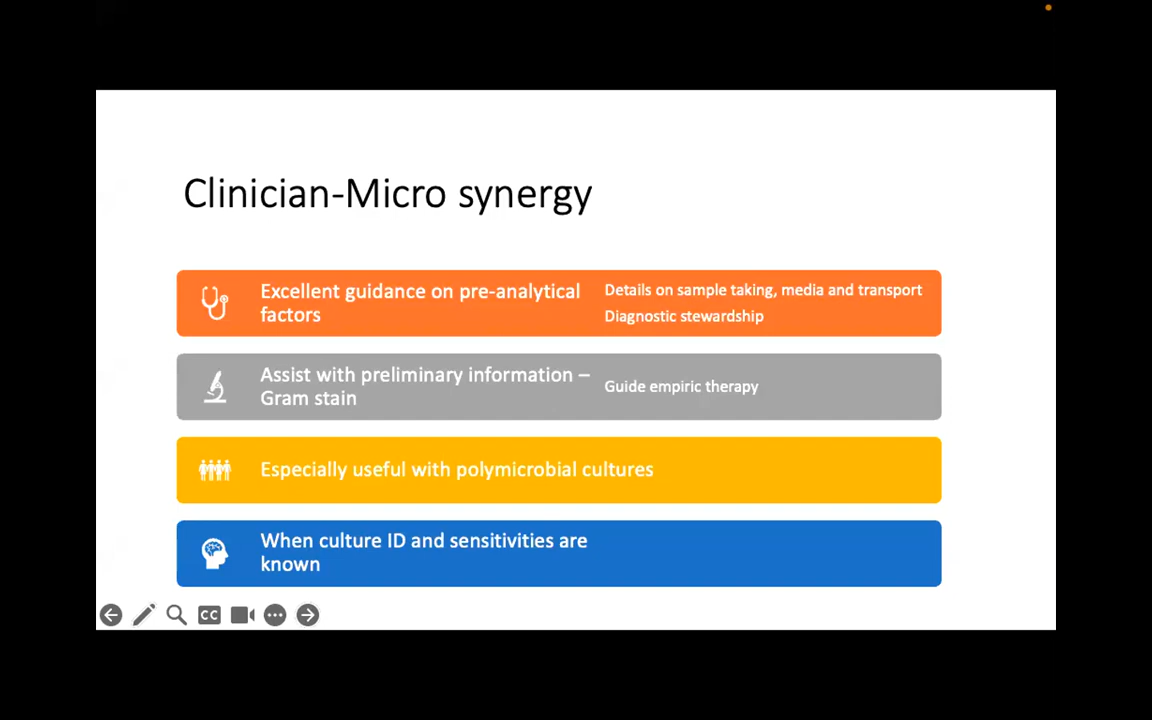 Clinician-Micro synergy
Excellent guidance on pre-analytical
factors
Details on sample taking, media and transport
Diagnostic stewardship
Assist with preliminary information –
Gram stain
Guide empiric therapy
Especially useful with polymicrobial cultures
When culture ID and sensitivities are
known
CC